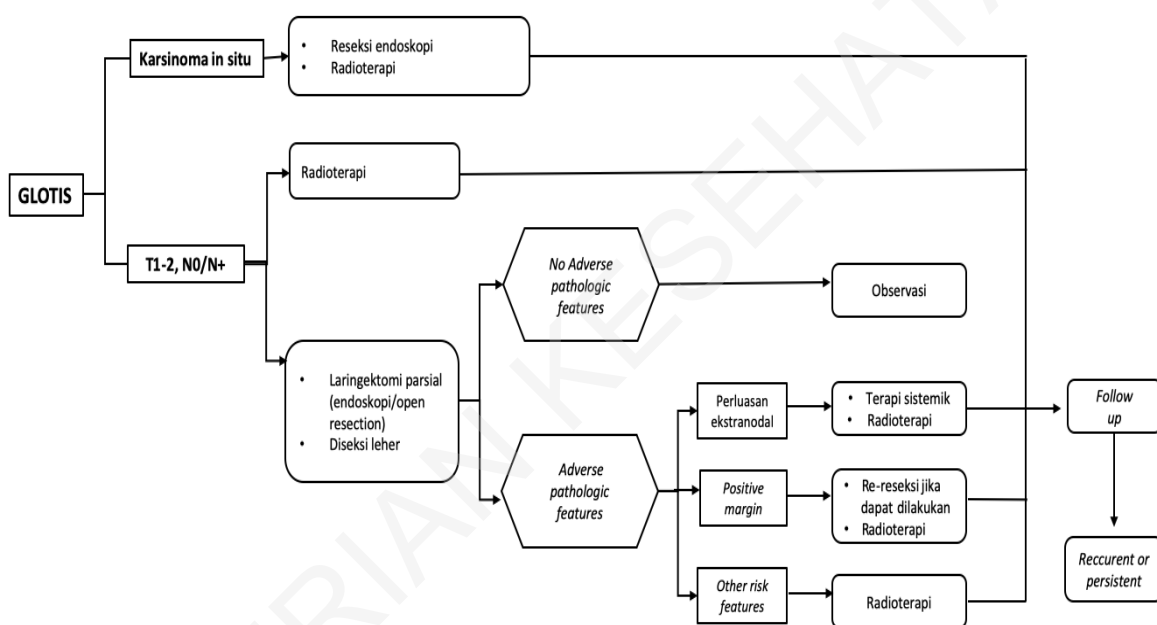 Karsinoma in situ
• Reseksi endoskopi
• Radioterapi
Radioterapi
GLOTIS
T1-2, N0/N+
No Adverse
pathologic
features
Observasi
• Laringektomi parsial
(endoskopi/open
resection)
• Diseksi leher
Adverse
pathologic
features
Perluasan
ekstranodal
• Terapi sistemik
• Radioterapi
Follow
up
Positive
margin
• Re-reseksi jika
dapat dilakukan
• Radioterapi
Reccurent or
persistent
Other risk
features
Radioterapi
RIAN KESEHATA